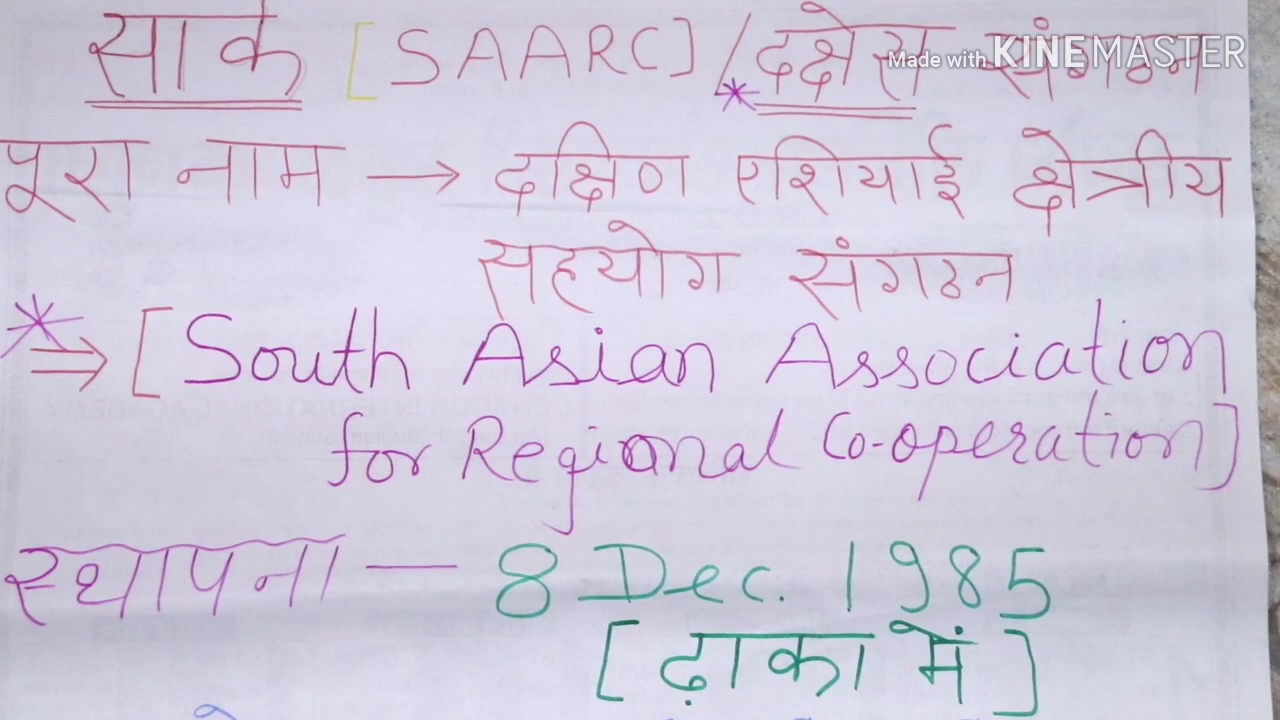 सार्क [SAARC] / दक्षेस संगठन
Made with KINEMASTER
पूरा नाम → दक्षिण एशियाई क्षेत्रीय
सहयोग संगठन
* ⇒ [South Asian Association
for Regional Co-operation]
स्थापना — 8 Dec. 1985
[ढ़ाका में]